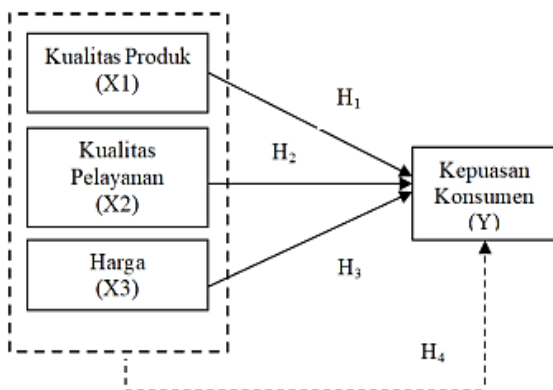 Kualitas Produk
(X1)
H1
Kualitas
Pelayanan
(X2)
H2
Kepuasan
Konsumen
(Y)
Harga
(X3)
H3
H4